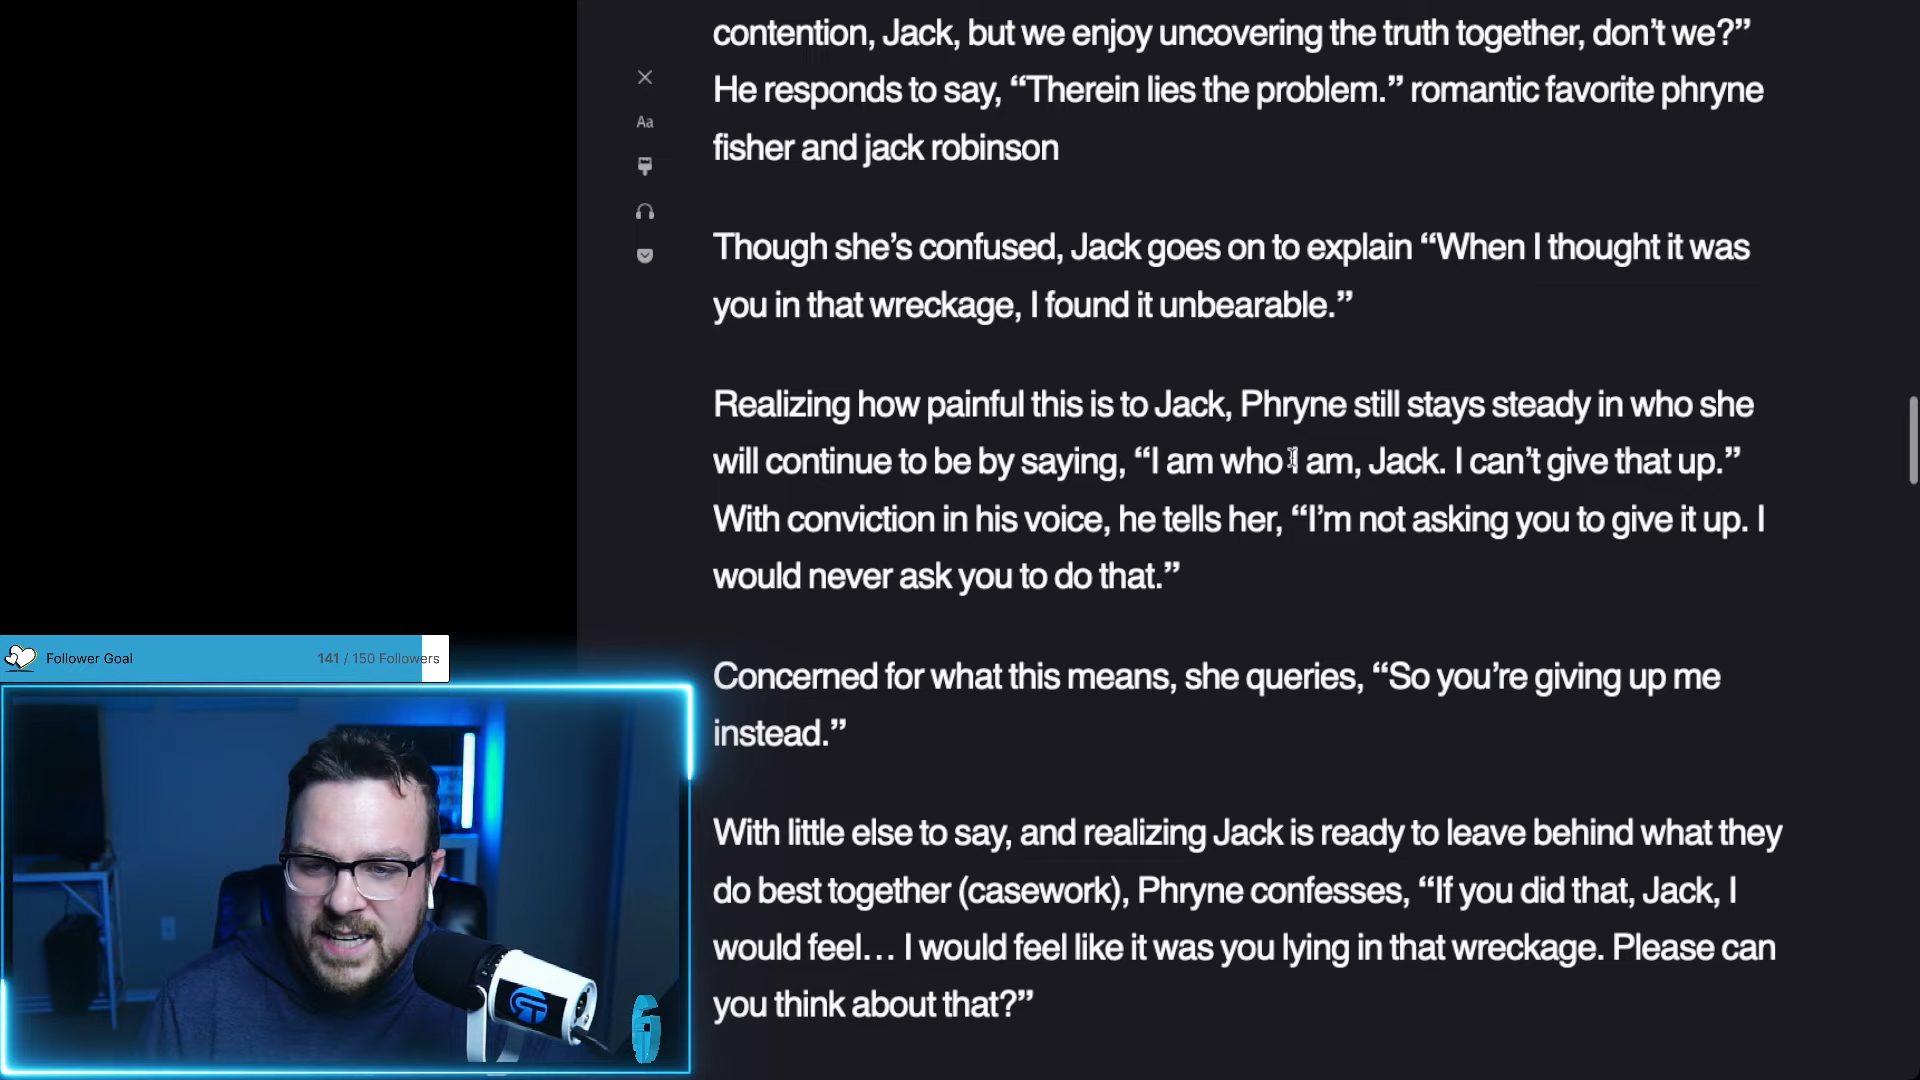 contention, Jack, but we enjoy uncovering the truth together, don’t we?”
He responds to say, “Therein lies the problem.” romantic favorite phryne
fisher and jack robinson
Aa
Though she’s confused, Jack goes on to explain “When I thought it was
you in that wreckage, I found it unbearable.”
Realizing how painful this is to Jack, Phryne still stays steady in who she
will continue to be by saying, “I am who I am, Jack. I can’t give that up.”
With conviction in his voice, he tells her, “I’m not asking you to give it up. I
would never ask you to do that.”
Concerned for what this means, she queries, “So you’re giving up me
instead.”
With little else to say, and realizing Jack is ready to leave behind what they
do best together (casework), Phryne confesses, “If you did that, Jack, I
would feel… I would feel like it was you lying in that wreckage. Please can
you think about that?”
Follower Goal
141 / 150 Followers